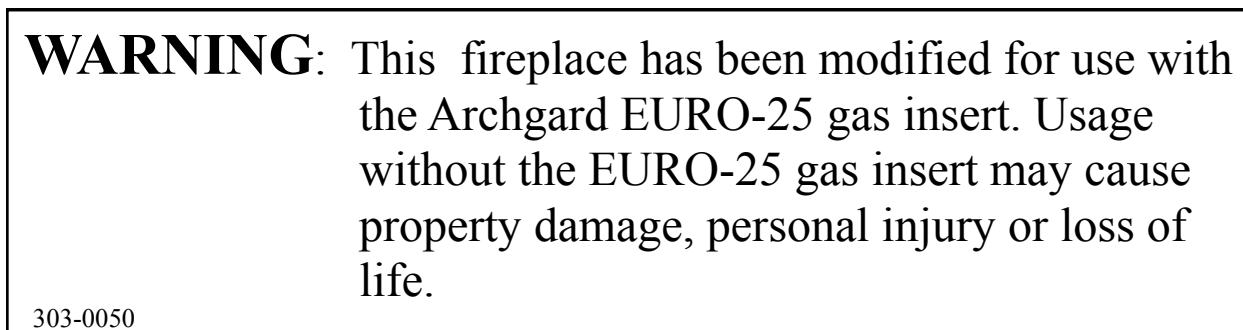 WARNING: This fireplace has been modified for use with
the Archgard EURO-25 gas insert. Usage
without the EURO-25 gas insert may cause
property damage, personal injury or loss of
life.
303-0050